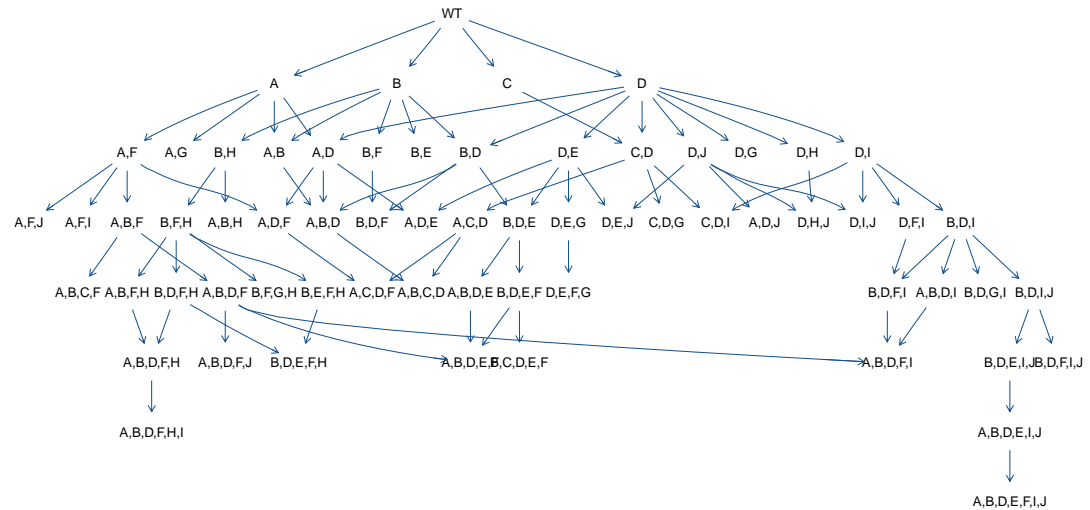 WT
A B C D
A,F A,G B,H A,B A,D B,F B,E B,D D,E C,D D,J D,G D,H D,I
A,F,J A,F,I A,B,F B,F,H A,B,H A,D,F A,B,D B,D,F A,D,E A,C,D B,D,E D,E,G D,E,J C,D,G C,D,I A,D,J D,H,J D,I,J D,F,I B,D,I
A,B,C,F A,B,F,H B,D,F,H A,B,D,F B,F,G,H B,E,F,H A,C,D,F A,B,C,D A,B,D,E B,D,E,F D,E,F,G B,D,F,I A,B,D,I B,D,G,I B,D,I,J
A,B,D,F,H A,B,D,F,J B,D,E,F,H A,B,D,E,F B,C,D,E,F A,B,D,F,I B,D,E,I,J B,D,F,I,J
A,B,D,F,H,I A,B,D,E,I,J
A,B,D,E,F,I,J